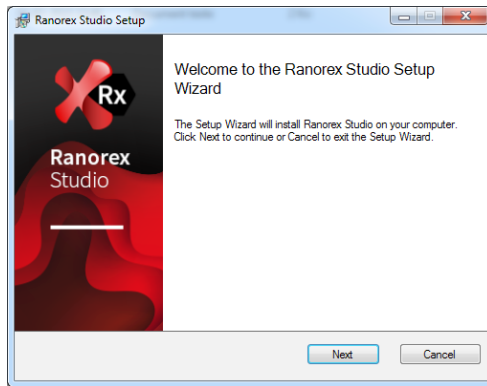 Ranorex Studio Setup
Rx
Ranorex
Studio
Welcome to the Ranorex Studio Setup
Wizard
The Setup Wizard will install Ranorex Studio on your computer.
Click Next to continue or Cancel to exit the Setup Wizard.
Next
Cancel